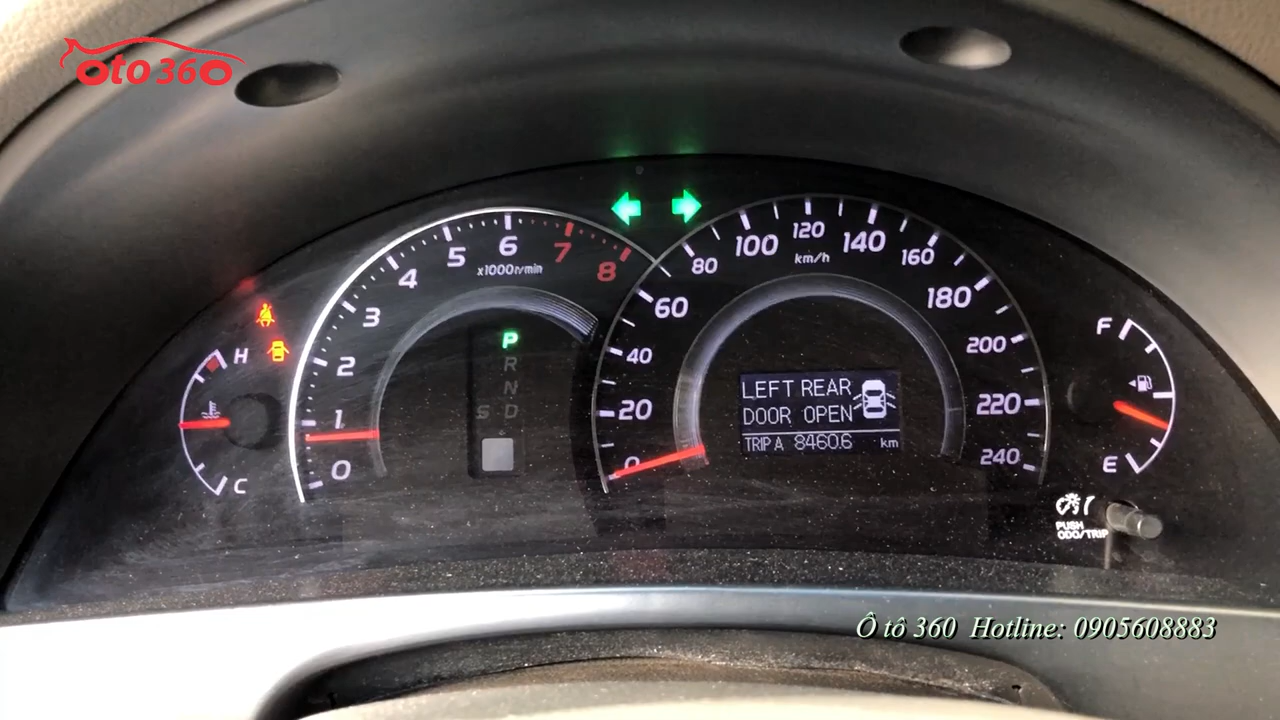 oto 360
0 1 2 3 4 5 6 7 8
x1000r/min
H
C
P
R
N
S D
0 20 40 60 80 100 120 140 160 180 200 220 240
km/h
LEFT REAR
DOOR OPEN
TRIP A 8460.6 km
F
E
PUSH
ODO/TRIP
Ô tô 360 Hotline: 0905608883